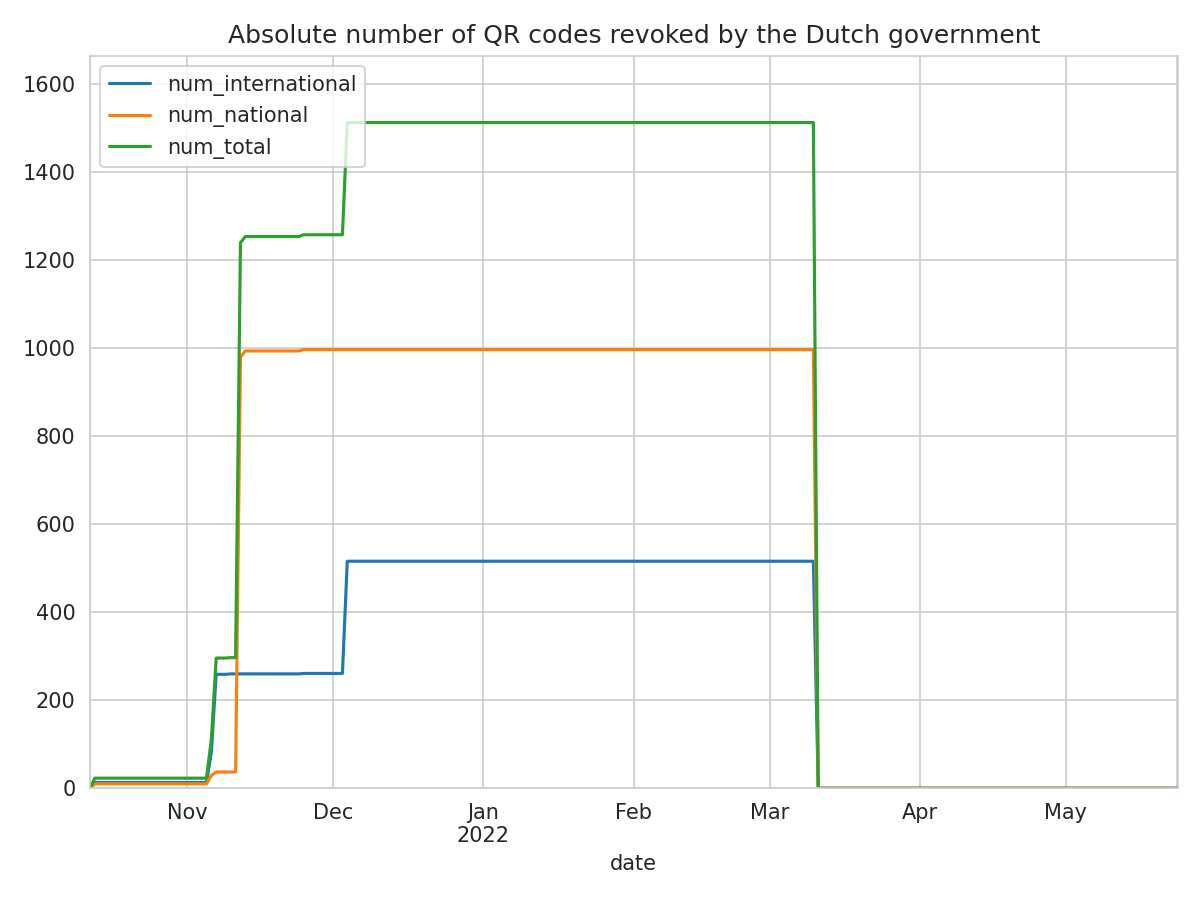 Absolute number of QR codes revoked by the Dutch government
num_international
num_national
num_total
1600
1400
1200
1000
800
600
400
200
0
Nov Dec Jan Feb Mar Apr May
2022
date